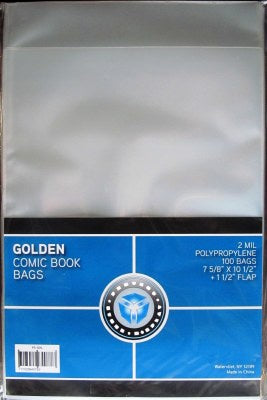 GOLDEN
COMIC BOOK
BAGS
2 MIL
POLYPROPYLENE
100 BAGS
7 5/8" X 10 1/2"
+ 1 1/2" FLAP
Made in China